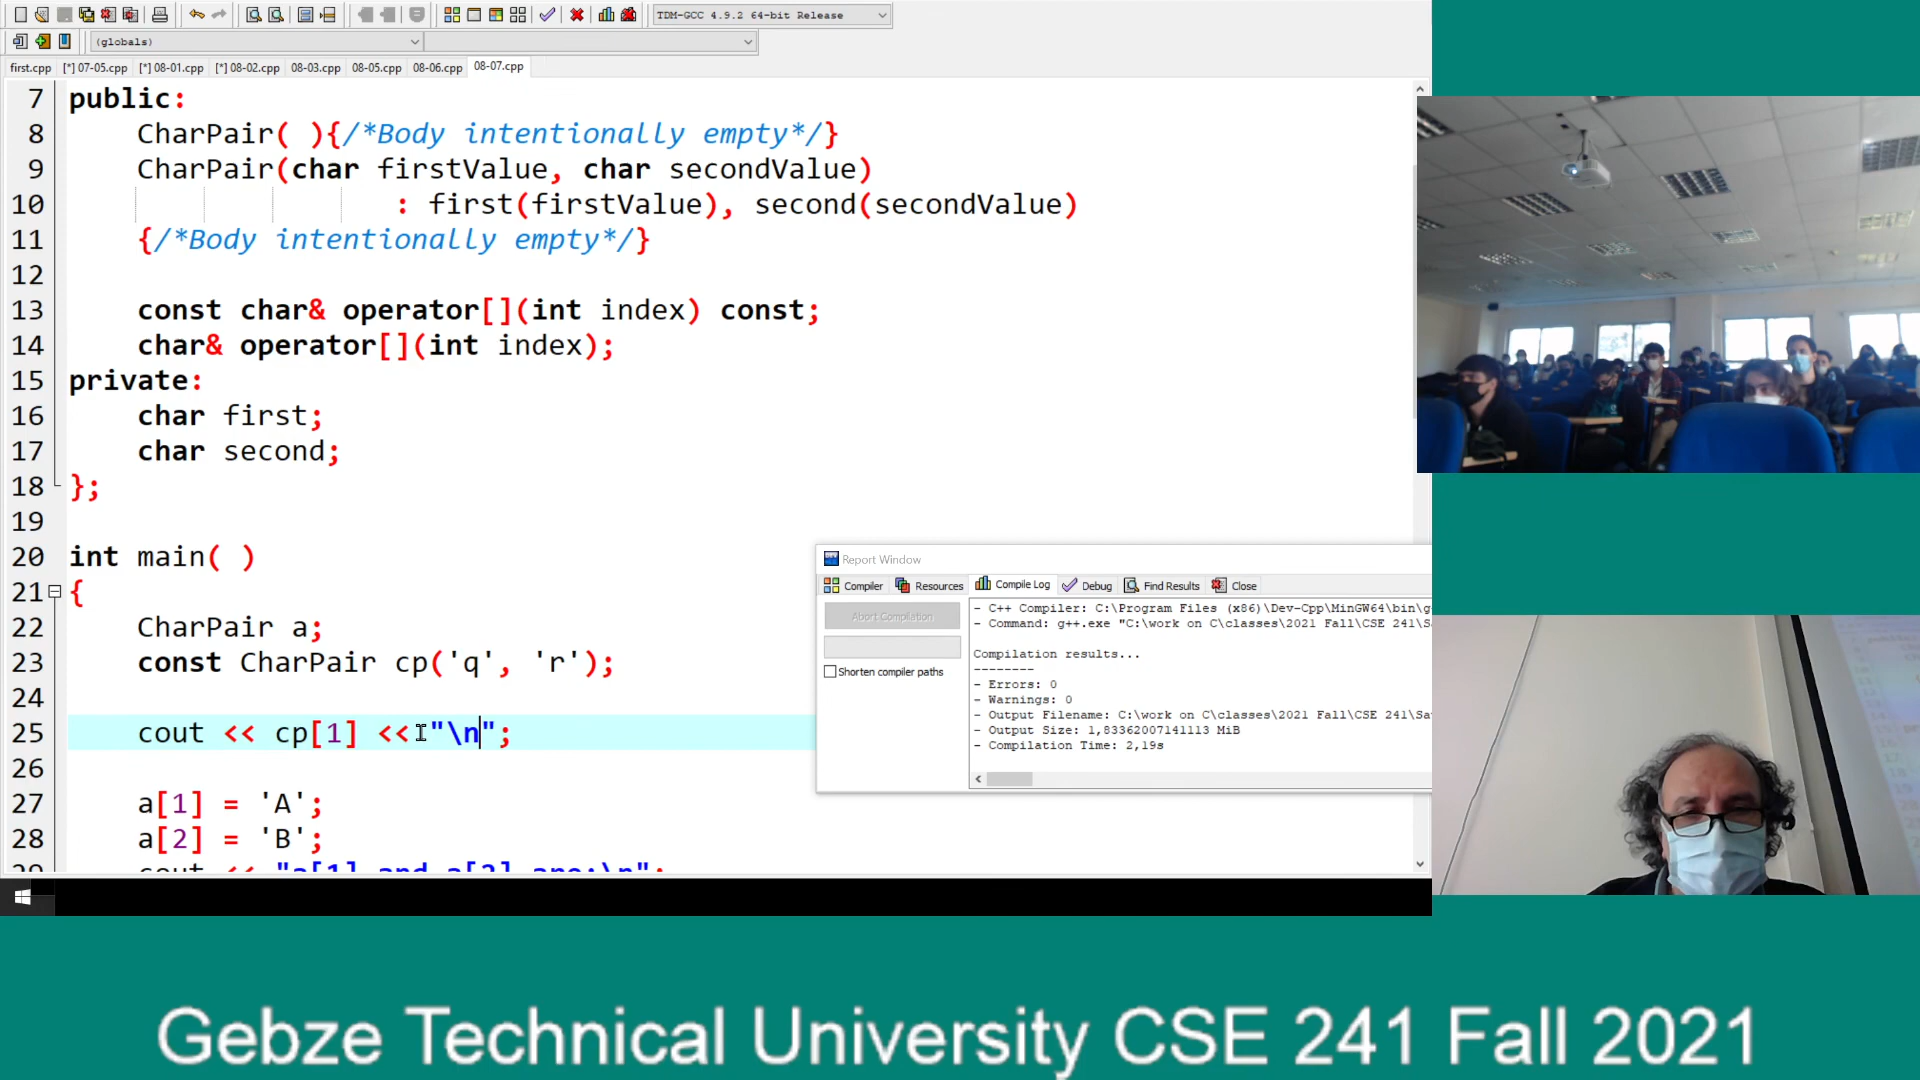 TDM-GCC 4.9.2 64-bit Release
(globals)
first.cpp [*] 07-05.cpp [*] 08-01.cpp [*] 08-02.cpp 08-03.cpp 08-05.cpp 08-06.cpp 08-07.cpp
7 public:
8 CharPair( ){/*Body intentionally empty*/}
9 CharPair(char firstValue, char secondValue)
10 : first(firstValue), second(secondValue)
11 {/*Body intentionally empty*/}
12
13 const char& operator[](int index) const;
14 char& operator[](int index);
15 private:
16 char first;
17 char second;
18 };
19
20 int main( )
21 {
22 CharPair a;
23 const CharPair cp('q', 'r');
24
25 cout << cp[1] << "\n";
26
27 a[1] = 'A';
28 a[2] = 'B';
cout << "a[1] and a[2] are:\n";
Report Window
Compiler Resources Compile Log Debug Find Results Close
Abort Compilation
Shorten compiler paths
- C++ Compiler: C:\Program Files (x86)\Dev-Cpp\MinGW64\bin\g
- Command: g++.exe "C:\work on C\classes\2021 Fall\CSE 241\Sa
Compilation results...
--------
- Errors: 0
- Warnings: 0
- Output Filename: C:\work on C\classes\2021 Fall\CSE 241\Sa
- Output Size: 1,83362007141113 MiB
- Compilation Time: 2,19s
Gebze Technical University CSE 241 Fall 2021